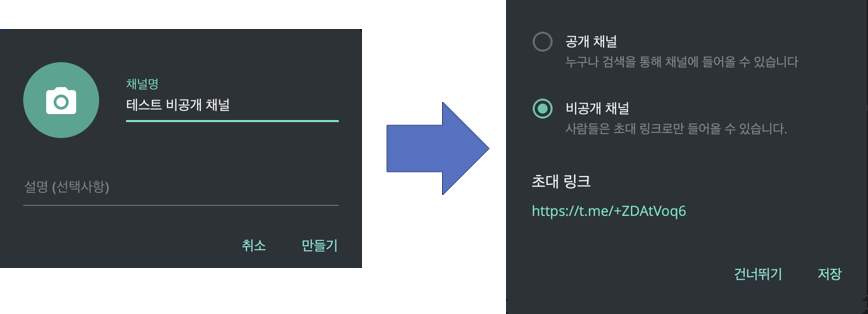 채널명
테스트 비공개 채널
설명 (선택사항)
취소 만들기
공개 채널
누구나 검색을 통해 채널에 들어올 수 있습니다
비공개 채널
사람들은 초대 링크로만 들어올 수 있습니다.
초대 링크
https://t.me/+ZDAtVoq6
건너뛰기 저장